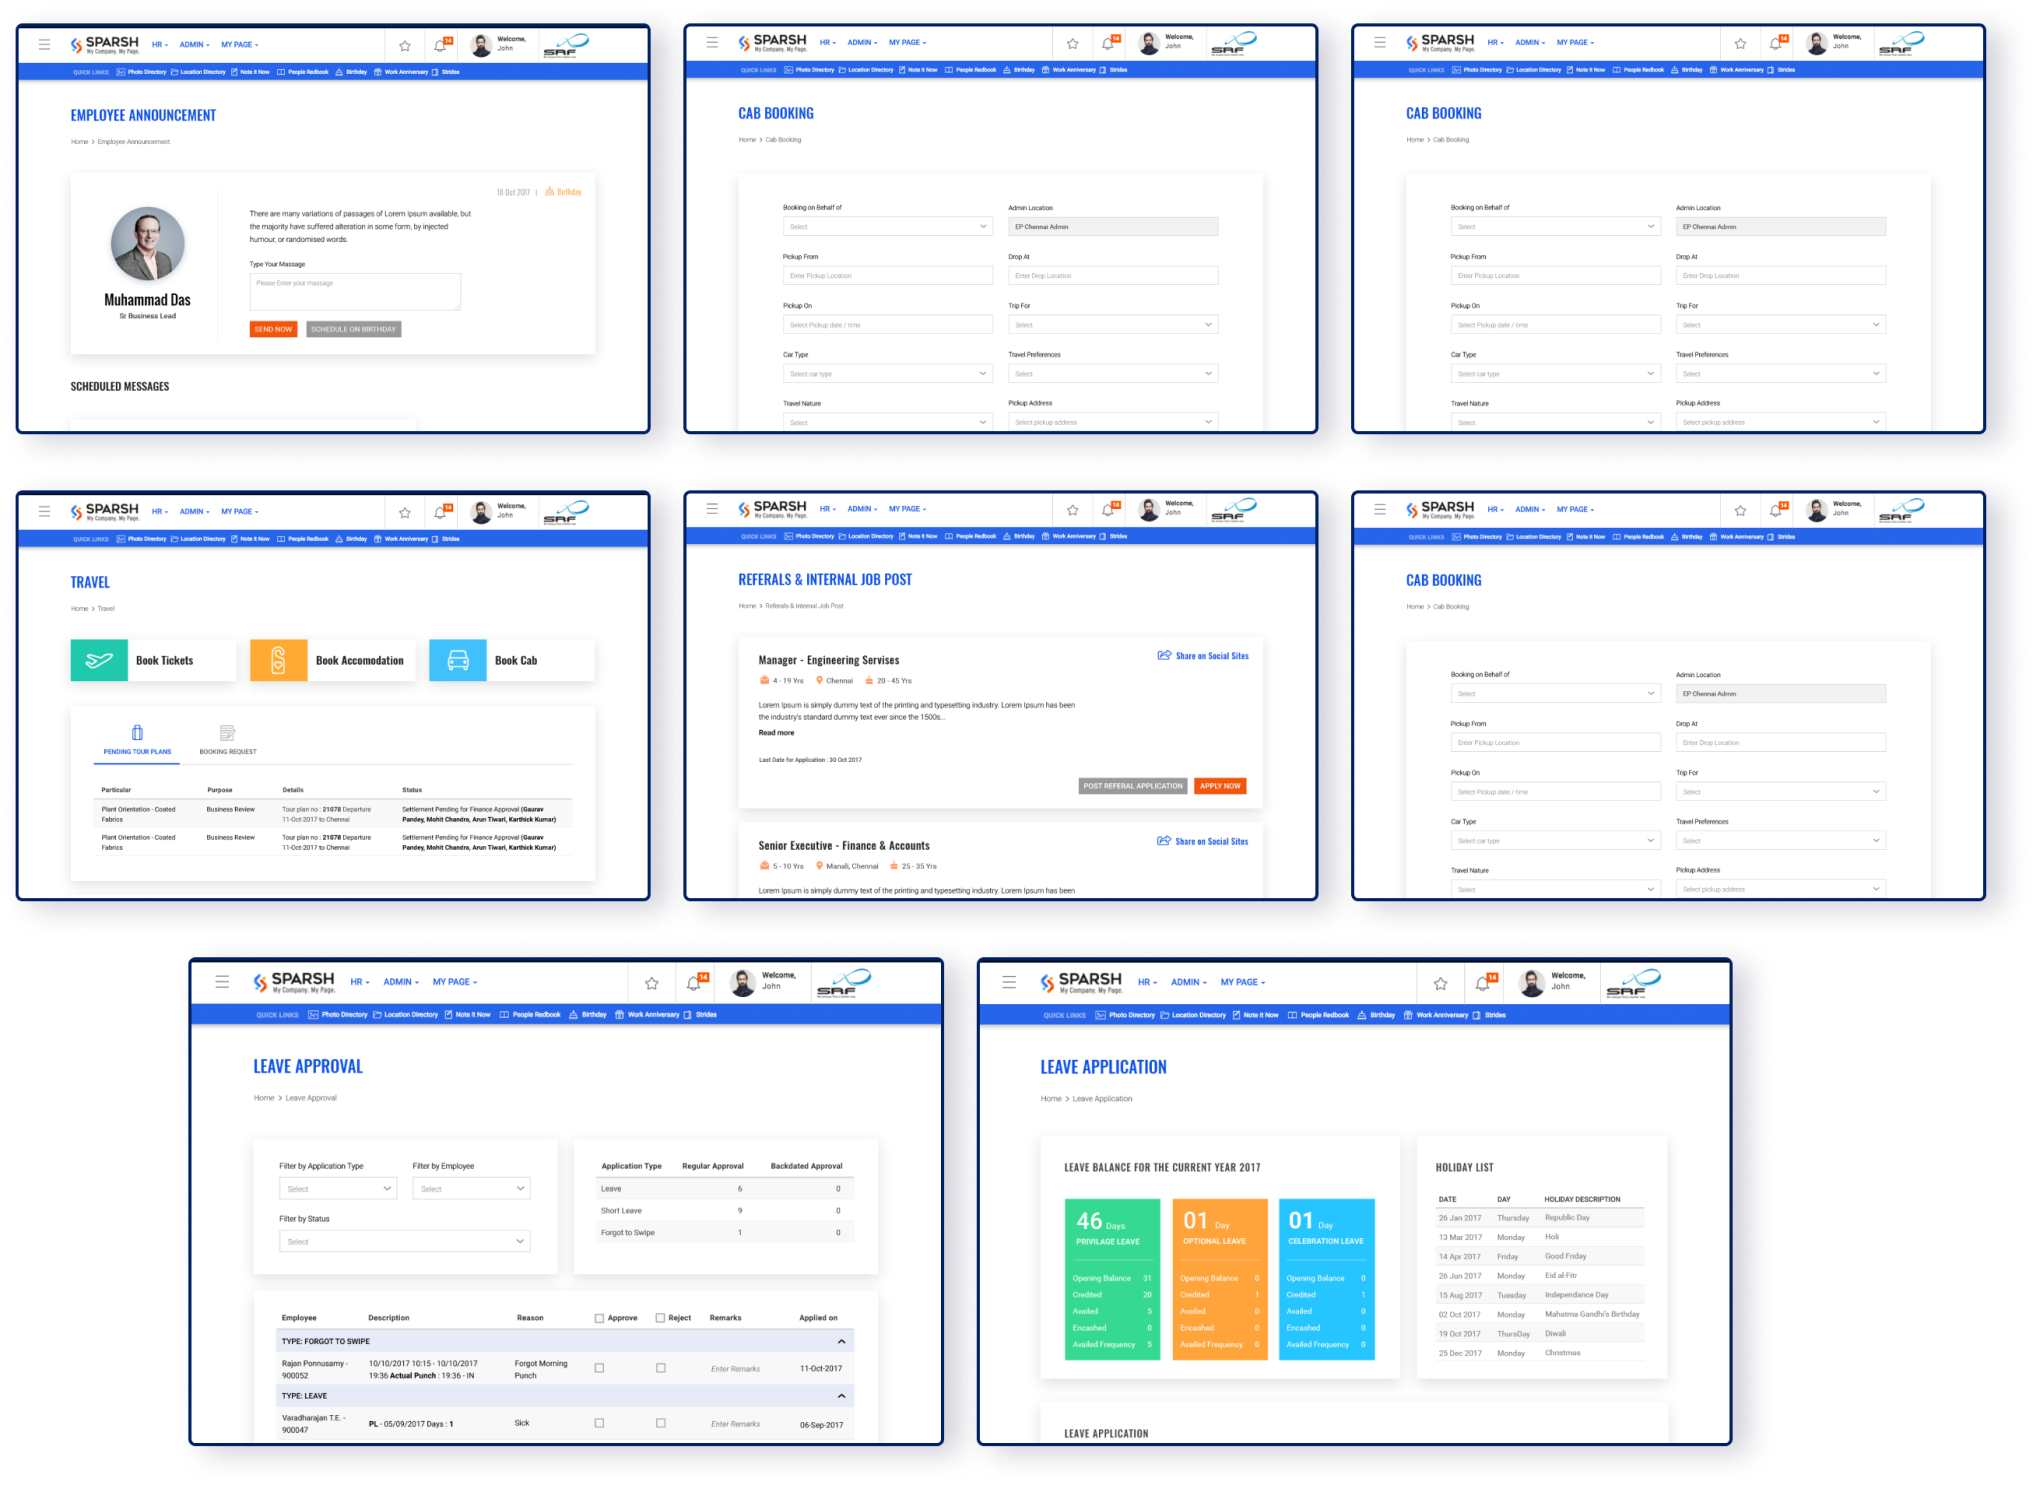 SPARSH
My Company. My Page.
HR
ADMIN
MY PAGE
14
Welcome,
John
SRF
QUICK LINKS Photo Directory Location Directory Note It Now People Redbook Birthday Work Anniversary Strides
EMPLOYEE ANNOUNCEMENT
Home > Employee Announcement
18 Oct 2017 | Birthday
There are many variations of passages of Lorem Ipsum available, but
the majority have suffered alteration in some form, by injected
humour, or randomised words.
Type Your Massage
Please Enter your massage
Muhammad Das
Sr Business Lead
SEND NOW SCHEDULE ON BIRTHDAY
SCHEDULED MESSAGES
SPARSH
My Company. My Page.
HR
ADMIN
MY PAGE
14
Welcome,
John
SRF
QUICK LINKS Photo Directory Location Directory Note It Now People Redbook Birthday Work Anniversary Strides
CAB BOOKING
Home > Cab Booking
Booking on Behalf of Admin Location
Select EP Chennai Admin
Pickup From Drop At
Enter Pickup Location Enter Drop Location
Pickup On Trip For
Select Pickup date / time Select
Car Type Travel Preferences
Select car type Select
Travel Nature Pickup Address
Select Select pickup address
SPARSH
My Company. My Page.
HR
ADMIN
MY PAGE
14
Welcome,
John
SRF
QUICK LINKS Photo Directory Location Directory Note It Now People Redbook Birthday Work Anniversary Strides
CAB BOOKING
Home > Cab Booking
Booking on Behalf of Admin Location
Select EP Chennai Admin
Pickup From Drop At
Enter Pickup Location Enter Drop Location
Pickup On Trip For
Select Pickup date / time Select
Car Type Travel Preferences
Select car type Select
Travel Nature Pickup Address
Select Select pickup address
SPARSH
My Company. My Page.
HR
ADMIN
MY PAGE
14
Welcome,
John
SRF
QUICK LINKS Photo Directory Location Directory Note It Now People Redbook Birthday Work Anniversary Strides
TRAVEL
Home > Travel
Book Tickets Book Accomodation Book Cab
PENDING TOUR PLANS BOOKING REQUEST
Particular Purpose Details Status
Plant Orientation - Coated Business Review Tour plan no : 21078 Departure Settlement Pending for Finance Approval (Gaurav
Fabrics 11-Oct-2017 to Chennai Pandey, Mohit Chandra, Arun Tiwari, Karthick Kumar)
Plant Orientation - Coated Business Review Tour plan no : 21078 Departure Settlement Pending for Finance Approval (Gaurav
Fabrics 11-Oct-2017 to Chennai Pandey, Mohit Chandra, Arun Tiwari, Karthick Kumar)
SPARSH
My Company. My Page.
HR
ADMIN
MY PAGE
14
Welcome,
John
SRF
QUICK LINKS Photo Directory Location Directory Note It Now People Redbook Birthday Work Anniversary Strides
REFERALS & INTERNAL JOB POST
Home > Referals & Internal Job Post
Manager - Engineering Servises Share on Social Sites
4 - 19 Yrs Chennai 20 - 45 Yrs
Lorem Ipsum is simply dummy text of the printing and typesetting industry. Lorem Ipsum has been
the industry's standard dummy text ever since the 1500s...
Read more
Last Date for Application : 30 Oct 2017
POST REFERAL APPLICATION APPLY NOW
Senior Executive - Finance & Accounts Share on Social Sites
5 - 10 Yrs Manali, Chennai 25 - 35 Yrs
Lorem Ipsum is simply dummy text of the printing and typesetting industry. Lorem Ipsum has been
SPARSH
My Company. My Page.
HR
ADMIN
MY PAGE
14
Welcome,
John
SRF
QUICK LINKS Photo Directory Location Directory Note It Now People Redbook Birthday Work Anniversary Strides
CAB BOOKING
Home > Cab Booking
Booking on Behalf of Admin Location
Select EP Chennai Admin
Pickup From Drop At
Enter Pickup Location Enter Drop Location
Pickup On Trip For
Select Pickup date / time Select
Car Type Travel Preferences
Select car type Select
Travel Nature Pickup Address
Select Select pickup address
SPARSH
My Company. My Page.
HR
ADMIN
MY PAGE
14
Welcome,
John
SRF
QUICK LINKS Photo Directory Location Directory Note It Now People Redbook Birthday Work Anniversary Strides
LEAVE APPROVAL
Home > Leave Approval
Filter by Application Type Filter by Employee
Select Select
Filter by Status
Select
Application Type Regular Approval Backdated Approval
Leave 6 0
Short Leave 9 0
Forgot to Swipe 1 0
Employee Description Reason Approve Reject Remarks Applied on
TYPE: FORGOT TO SWIPE
Rajan Ponnusamy - 10/10/2017 10:15 - 10/10/2017 Forgot Morning Enter Remarks 11-Oct-2017
900052 19:36 Actual Punch : 19:36 - IN Punch
TYPE: LEAVE
Varadharajan T.E. - PL - 05/09/2017 Days : 1 Sick Enter Remarks 06-Sep-2017
900047
SPARSH
My Company. My Page.
HR
ADMIN
MY PAGE
14
Welcome,
John
SRF
QUICK LINKS Photo Directory Location Directory Note It Now People Redbook Birthday Work Anniversary Strides
LEAVE APPLICATION
Home > Leave Application
LEAVE BALANCE FOR THE CURRENT YEAR 2017
46 Days 01 Day 01 Day
PRIVILAGE LEAVE OPTIONAL LEAVE CELEBRATION LEAVE
Opening Balance 31 Opening Balance 0 Opening Balance 0
Credited 20 Credited 1 Credited 1
Availed 5 Availed 0 Availed 0
Encashed 0 Encashed 0 Encashed 0
Availed Frequency 5 Availed Frequency 0 Availed Frequency 0
HOLIDAY LIST
DATE DAY HOLIDAY DESCRIPTION
26 Jan 2017 Thursday Republic Day
13 Mar 2017 Monday Holi
14 Apr 2017 Friday Good Friday
26 Jun 2017 Monday Eid al-Fitr
15 Aug 2017 Tuesday Independance Day
02 Oct 2017 Monday Mahatma Gandhi's Birthday
19 Oct 2017 ThursDay Diwali
25 Dec 2017 Monday Christmas
LEAVE APPLICATION